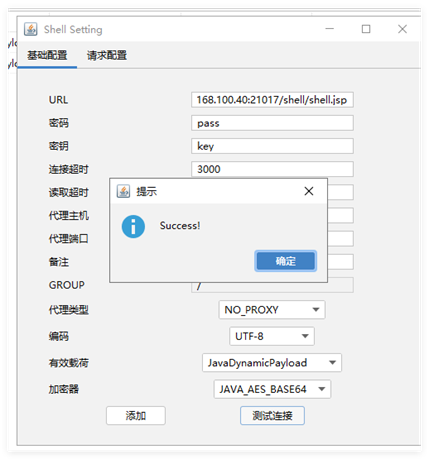 Shell Setting
基础配置 请求配置
URL 168.100.40:21017/shell/shell.jsp
密码 pass
密钥 key
连接超时 3000
提示
读取超时
代理主机
Success!
代理端口
备注
确定
GROUP /
代理类型 NO_PROXY
编码 UTF-8
有效载荷 JavaDynamicPayload
加密器 JAVA_AES_BASE64
添加 测试连接